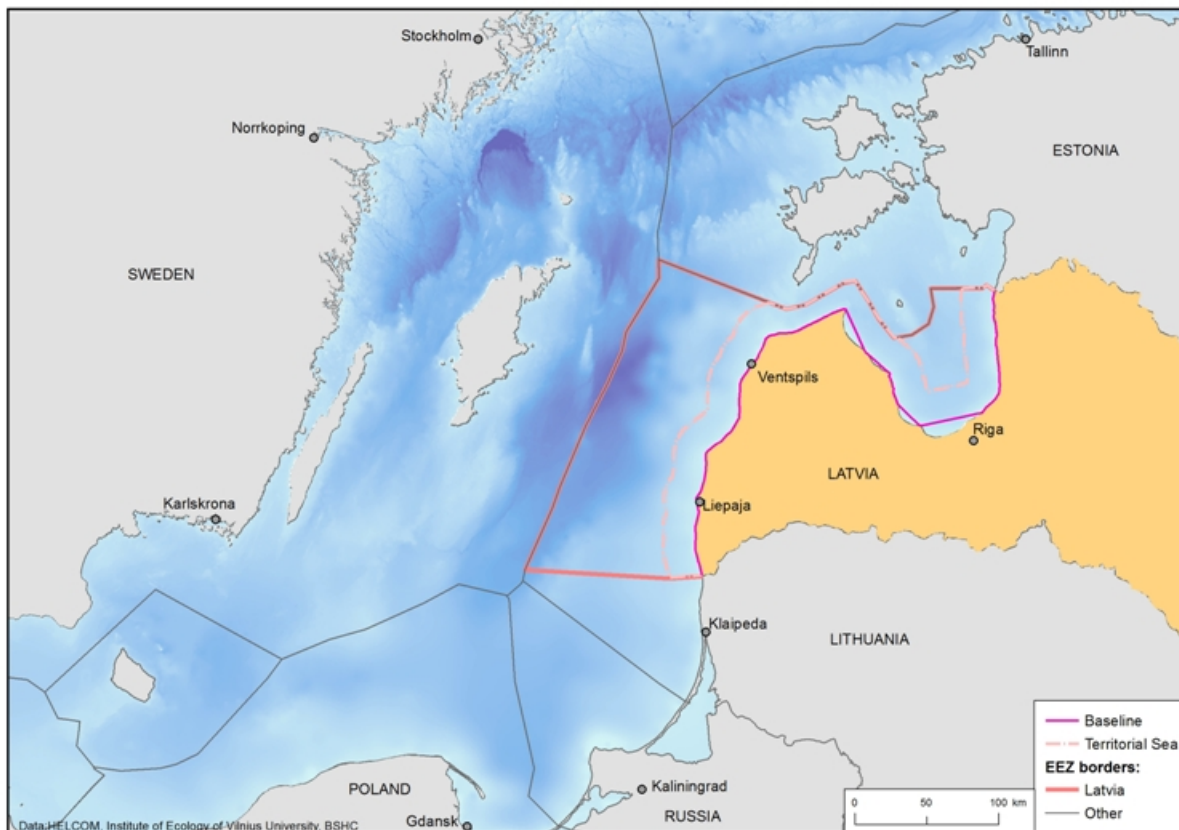 Stockholm
Tallinn
Norrkoping
ESTONIA
SWEDEN
Ventspils
Riga
LATVIA
Karlskrona
Liepaja
Klaipeda
LITHUANIA
Baseline
Territorial Sea
EEZ borders:
Latvia
Other
POLAND
Kaliningrad
RUSSIA
0 50 100 km
Gdansk
Data:HELCOM, Institute of Ecology of Vilnius University, BSHC